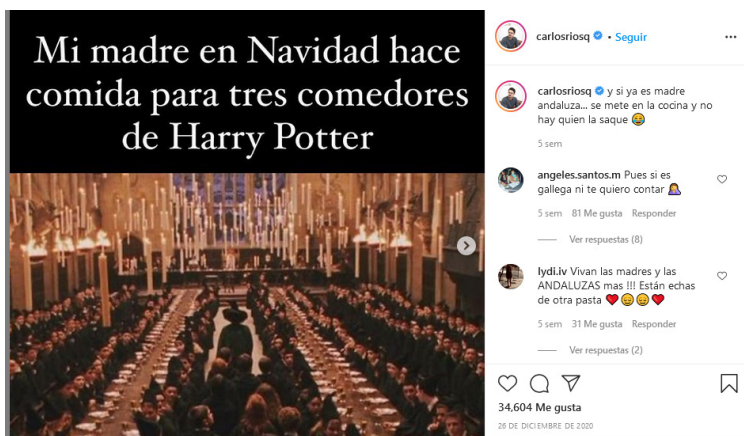 Mi madre en Navidad hace
comida para tres comedores
de Harry Potter
carlosriosq • Seguir
carlosriosq y si ya es madre
andaluza... se mete en la cocina y no
hay quien la saque 😂
5 sem
angeles.santos.m Pues si es
gallega ni te quiero contar 🤦‍♀️
5 sem 81 Me gusta Responder
Ver respuestas (8)
lydi.iv Vivan las madres y las
ANDALUZAS mas !!! Están echas
de otra pasta ❤️😑😑❤️
5 sem 31 Me gusta Responder
Ver respuestas (2)
34,604 Me gusta
26 DE DICIEMBRE DE 2020